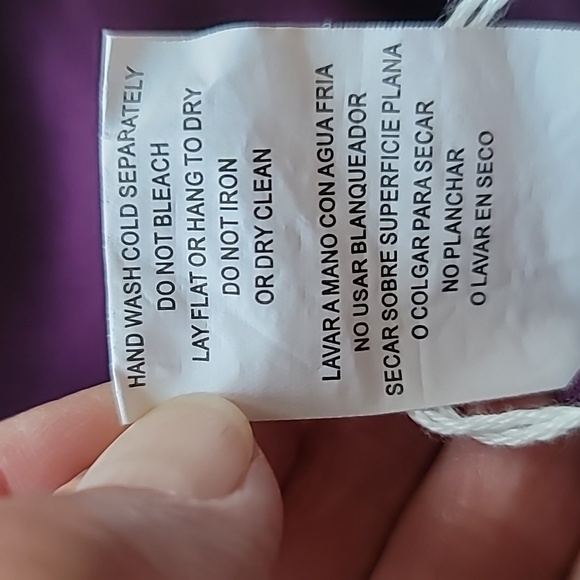 HAND WASH COLD SEPARATELY
DO NOT BLEACH
LAY FLAT OR HANG TO DRY
DO NOT IRON
OR DRY CLEAN
LAVAR A MANO CON AGUA FRIA
NO USAR BLANQUEADOR
SECAR SOBRE SUPERFICIE PLANA
O COLGAR PARA SECAR
NO PLANCHAR
O LAVAR EN SECO